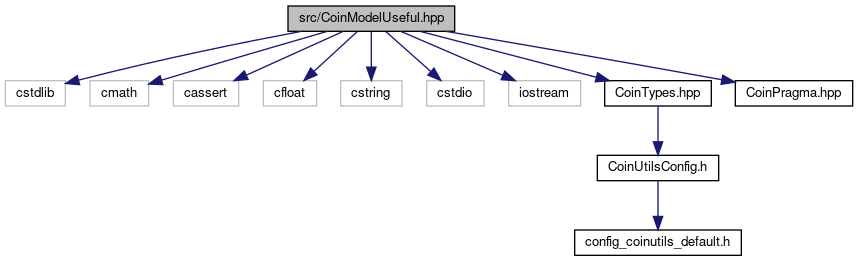 src/CoinModelUseful.hpp
cstdlib
cmath
cassert
cfloat
cstring
cstdio
iostream
CoinTypes.hpp
CoinPragma.hpp
CoinUtilsConfig.h
config_coinutils_default.h